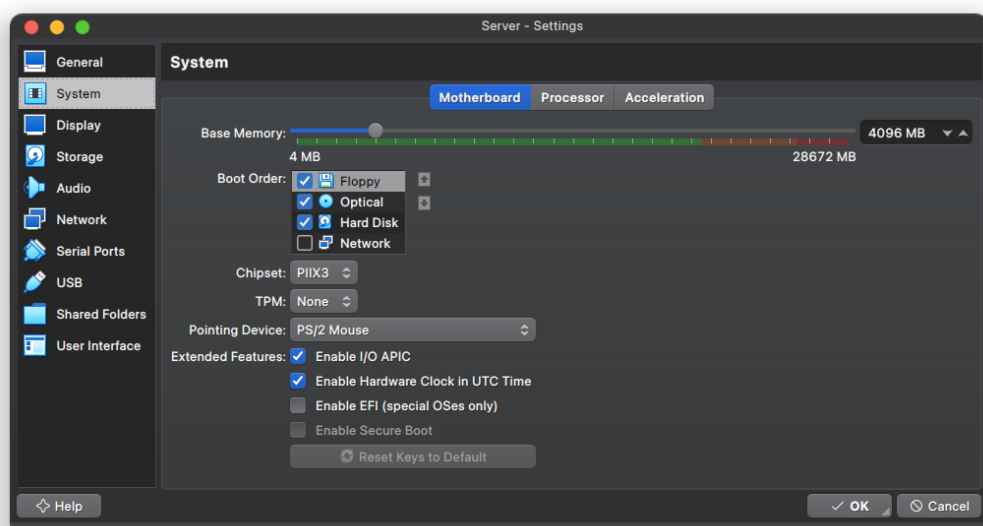 Server - Settings
General
System
Display
Storage
Audio
Network
Serial Ports
USB
Shared Folders
User Interface
System
Motherboard Processor Acceleration
Base Memory: 4096 MB
4 MB 28672 MB
Boot Order: Floppy
Optical
Hard Disk
Network
Chipset: PIIX3
TPM: None
Pointing Device: PS/2 Mouse
Extended Features: Enable I/O APIC
Enable Hardware Clock in UTC Time
Enable EFI (special OSes only)
Enable Secure Boot
Reset Keys to Default
Help OK Cancel